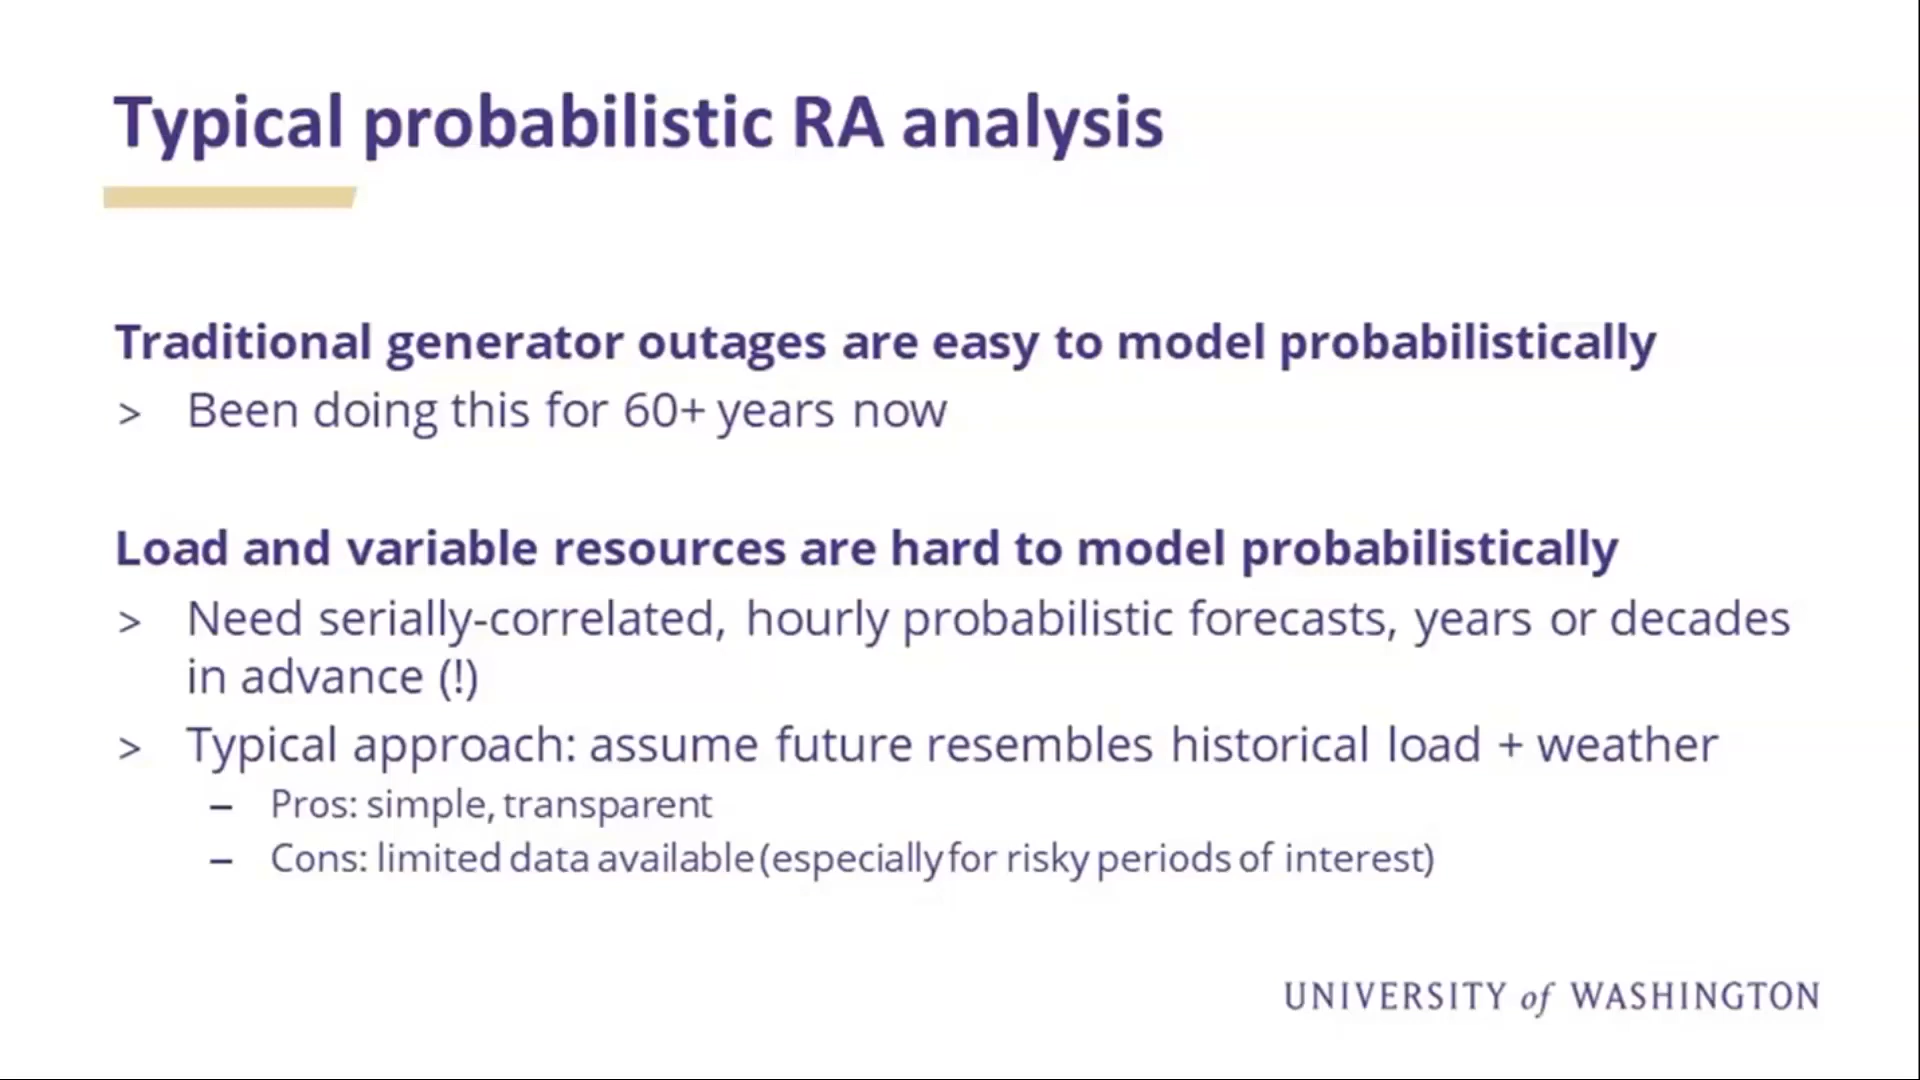 Typical probabilistic RA analysis
Traditional generator outages are easy to model probabilistically
> Been doing this for 60+ years now
Load and variable resources are hard to model probabilistically
> Need serially-correlated, hourly probabilistic forecasts, years or decades
in advance (!)
> Typical approach: assume future resembles historical load + weather
– Pros: simple, transparent
– Cons: limited data available (especially for risky periods of interest)
UNIVERSITY of WASHINGTON